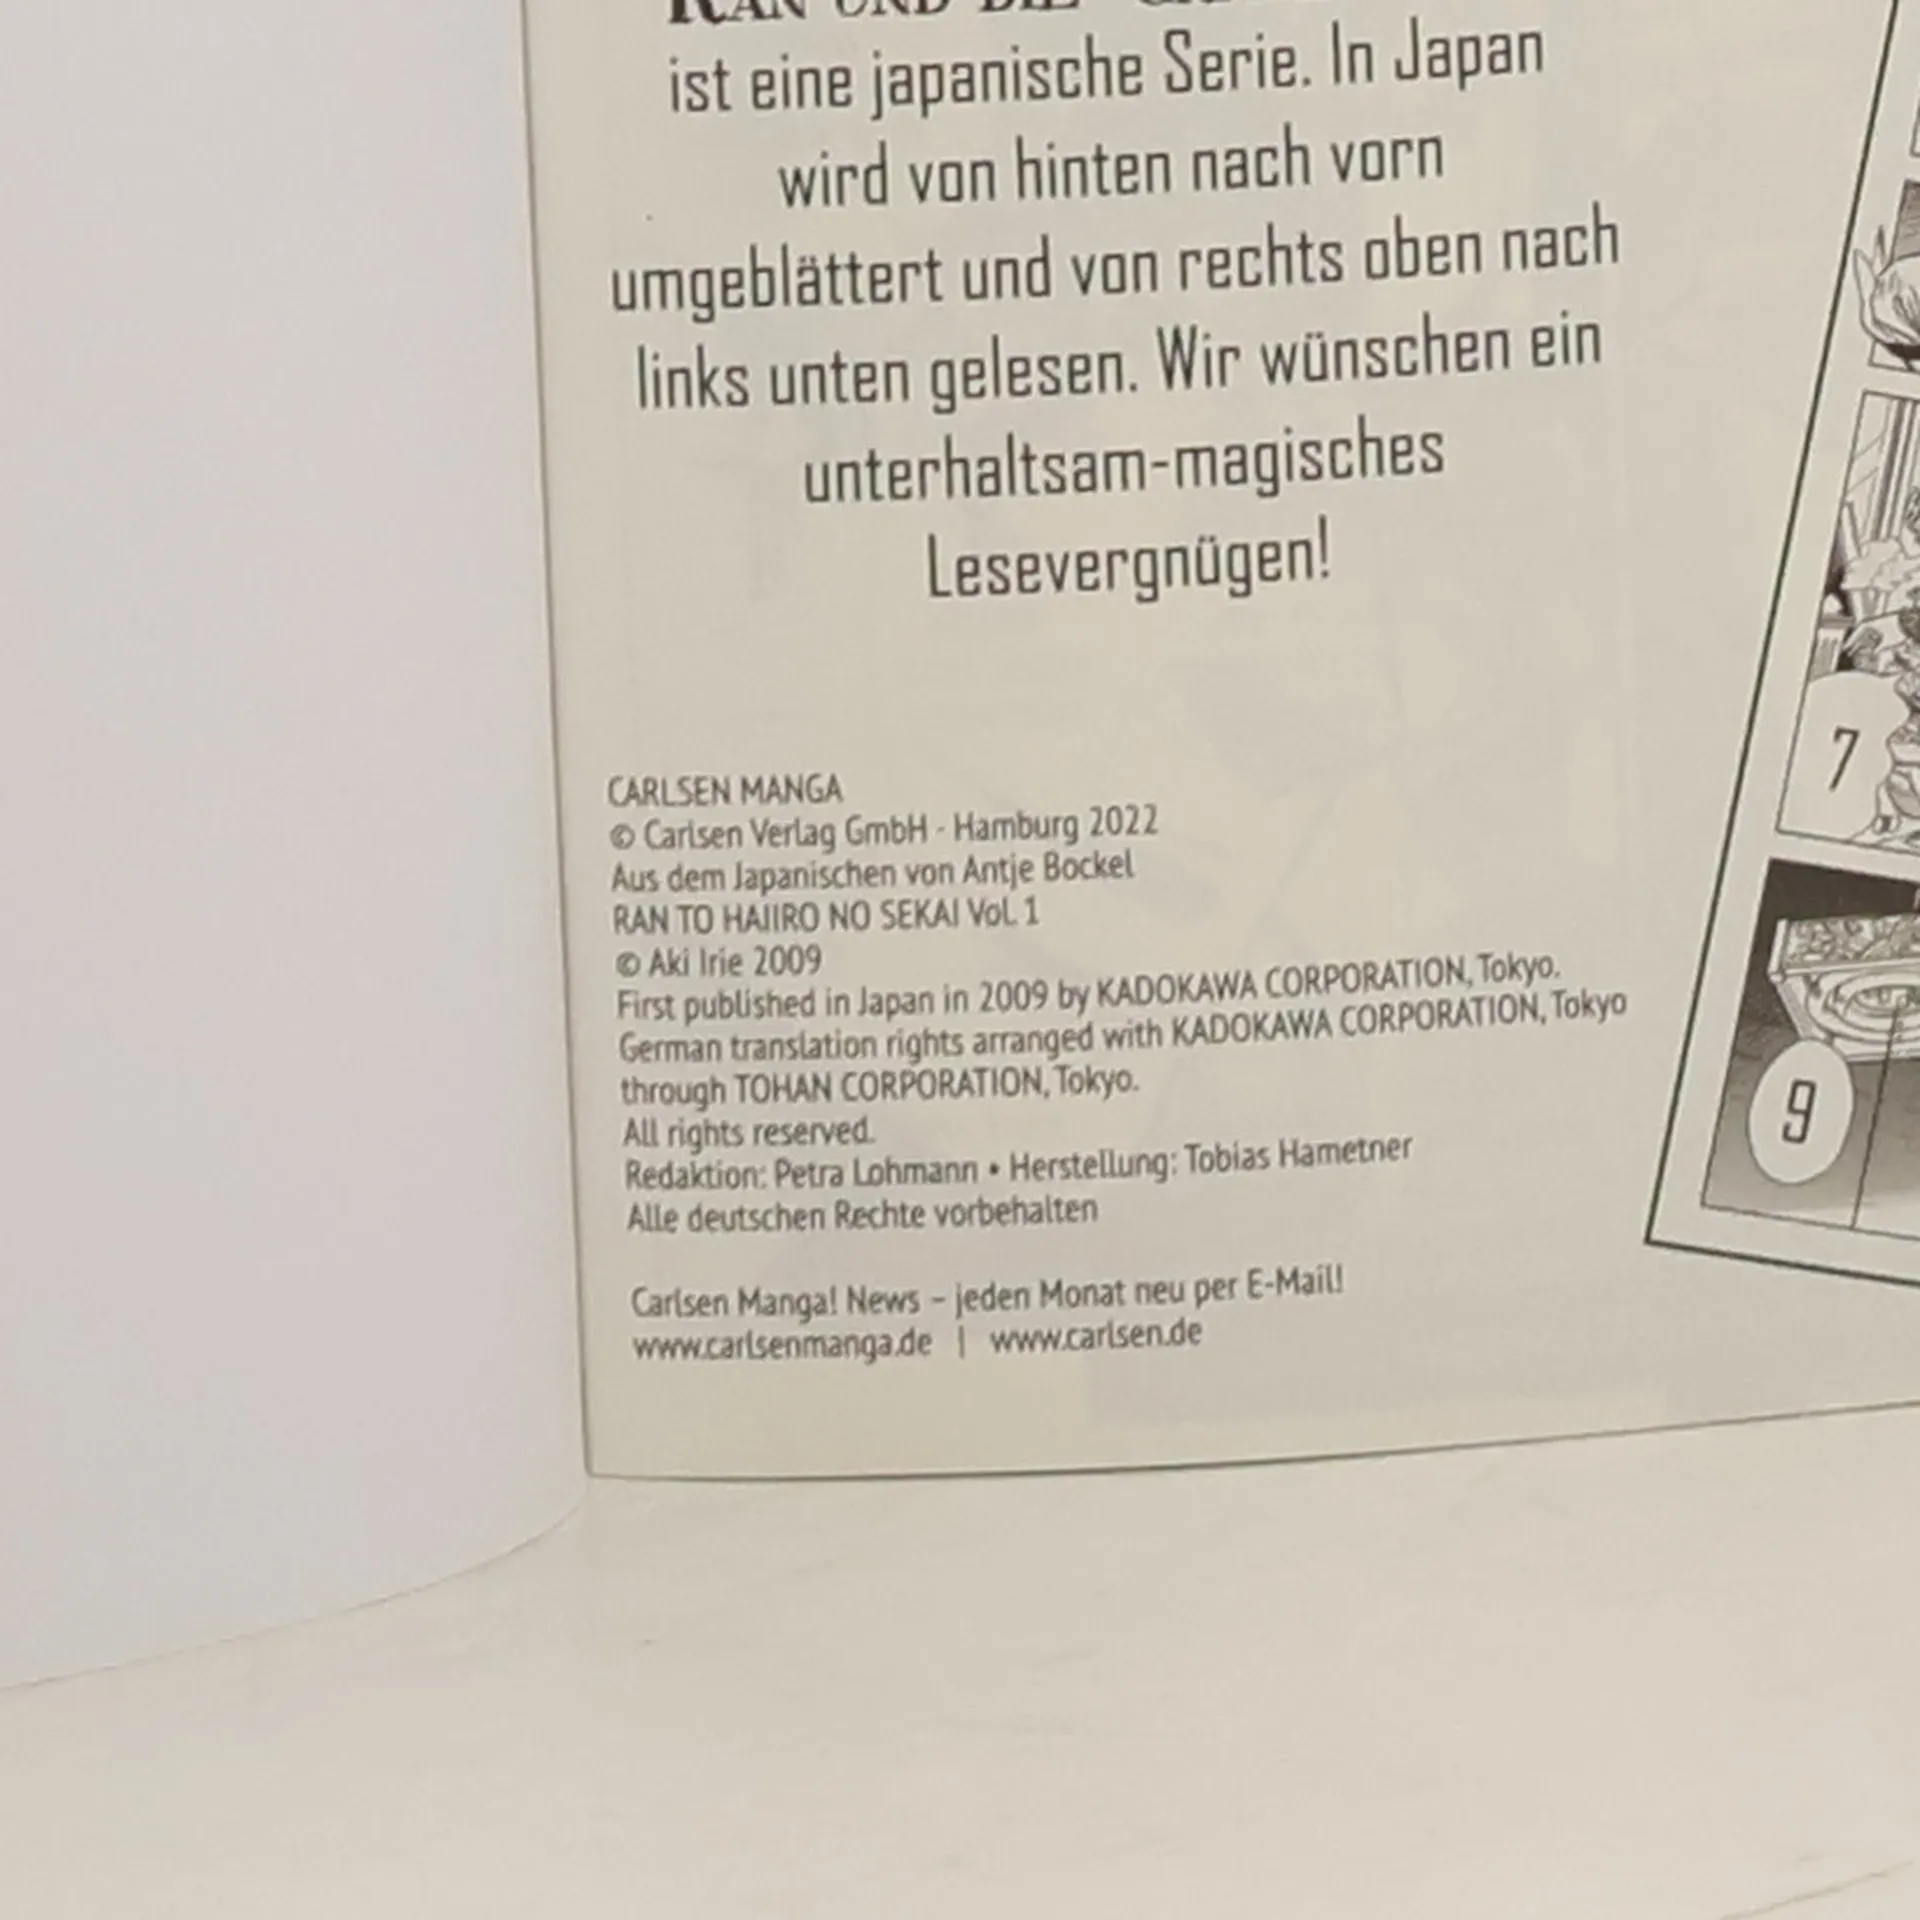 RAN UND DIE
ist eine japanische Serie. In Japan
wird von hinten nach vorn
umgeblättert und von rechts oben nach
links unten gelesen. Wir wünschen ein
unterhaltsam-magisches
Lesevergnügen!
CARLSEN MANGA
© Carlsen Verlag GmbH - Hamburg 2022
Aus dem Japanischen von Antje Bockel
RAN TO HAIIRO NO SEKAI Vol. 1
© Aki Irie 2009
First published in Japan in 2009 by KADOKAWA CORPORATION, Tokyo.
German translation rights arranged with KADOKAWA CORPORATION, Tokyo
through TOHAN CORPORATION, Tokyo.
All rights reserved.
Redaktion: Petra Lohmann • Herstellung: Tobias Hametner
Alle deutschen Rechte vorbehalten
Carlsen Manga! News – jeden Monat neu per E-Mail!
www.carlsenmanga.de | www.carlsen.de
7
9